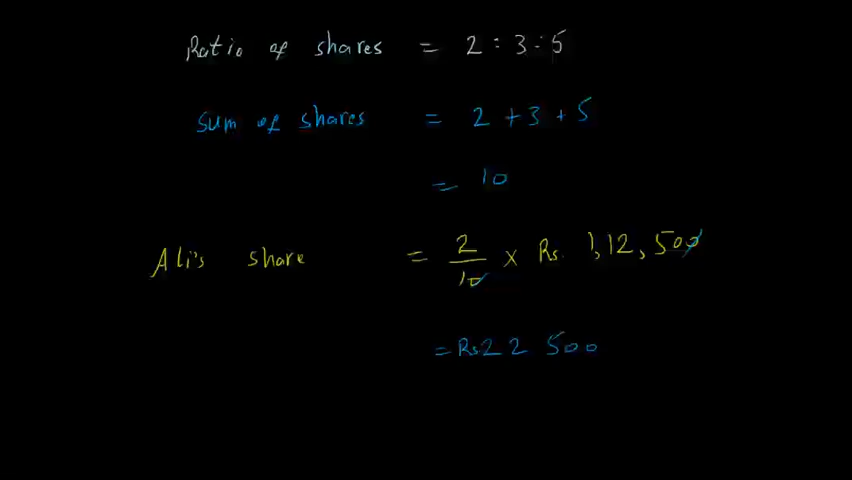 Ratio of shares = 2 : 3 : 5
Sum of shares = 2 + 3 + 5
= 10
Ali's share = 2/10 × Rs. 1,12,500
= Rs.22 500